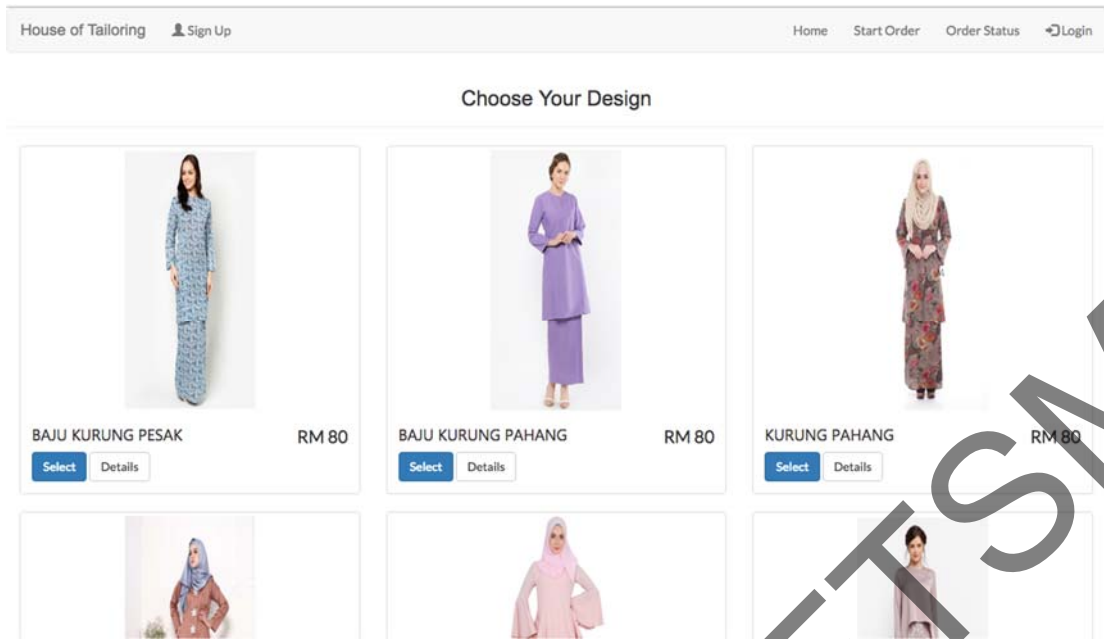 House of Tailoring Sign Up Home Start Order Order Status Login
Choose Your Design
BAJU KURUNG PESAK RM 80
Select Details
BAJU KURUNG PAHANG RM 80
Select Details
KURUNG PAHANG RM 80
Select Details
TSM